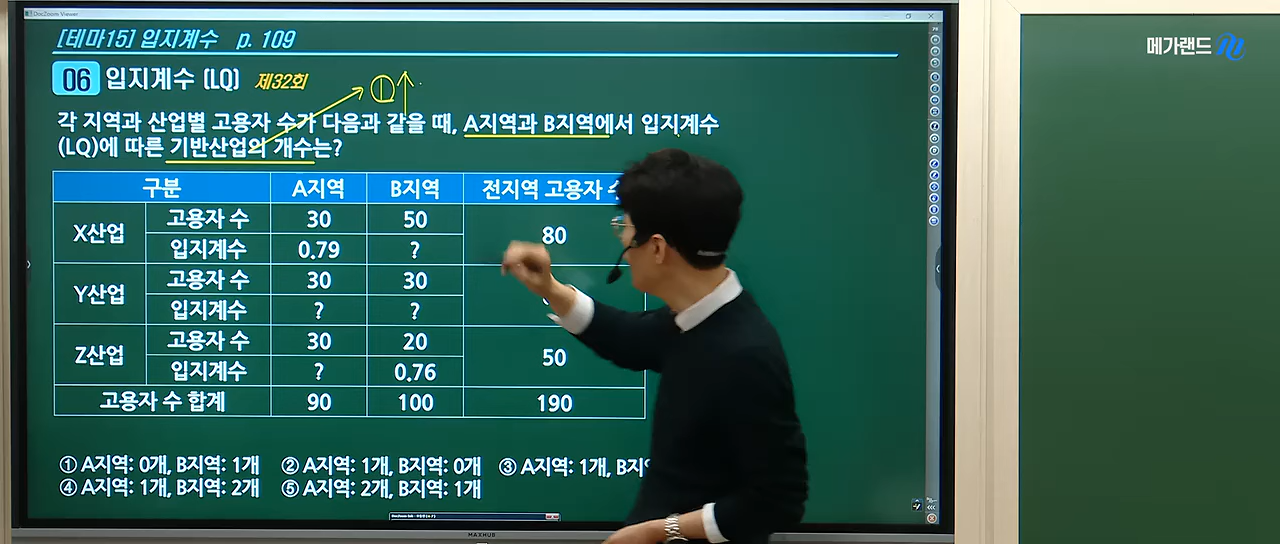 DocZoom Viewer
[테마15] 입지계수 p. 109
메가랜드
06 입지계수 (LQ) 제32회
①
각 지역과 산업별 고용자 수가 다음과 같을 때, A지역과 B지역에서 입지계수
(LQ)에 따른 기반산업의 개수는?
구분 A지역 B지역 전지역 고용자
X산업 고용자 수 30 50 80
입지계수 0.79 ?
Y산업 고용자 수 30 30
입지계수 ? ?
Z산업 고용자 수 30 20 50
입지계수 ? 0.76
고용자 수 합계 90 100 190
① A지역: 0개, B지역: 1개 ② A지역: 1개, B지역: 0개 ③ A지역: 1개,
④ A지역: 1개, B지역: 2개 ⑤ A지역: 2개, B지역: 1개
MAXHUB